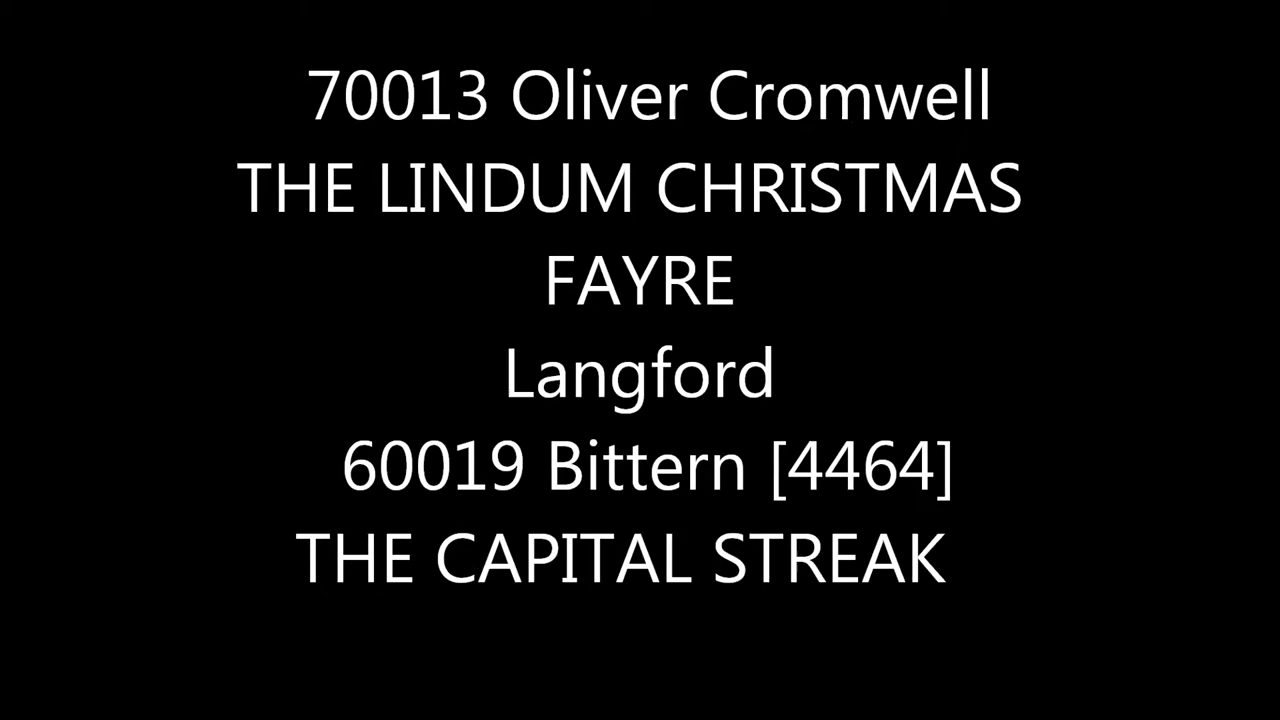 70013 Oliver Cromwell
THE LINDUM CHRISTMAS
FAYRE
Langford
60019 Bittern [4464]
THE CAPITAL STREAK